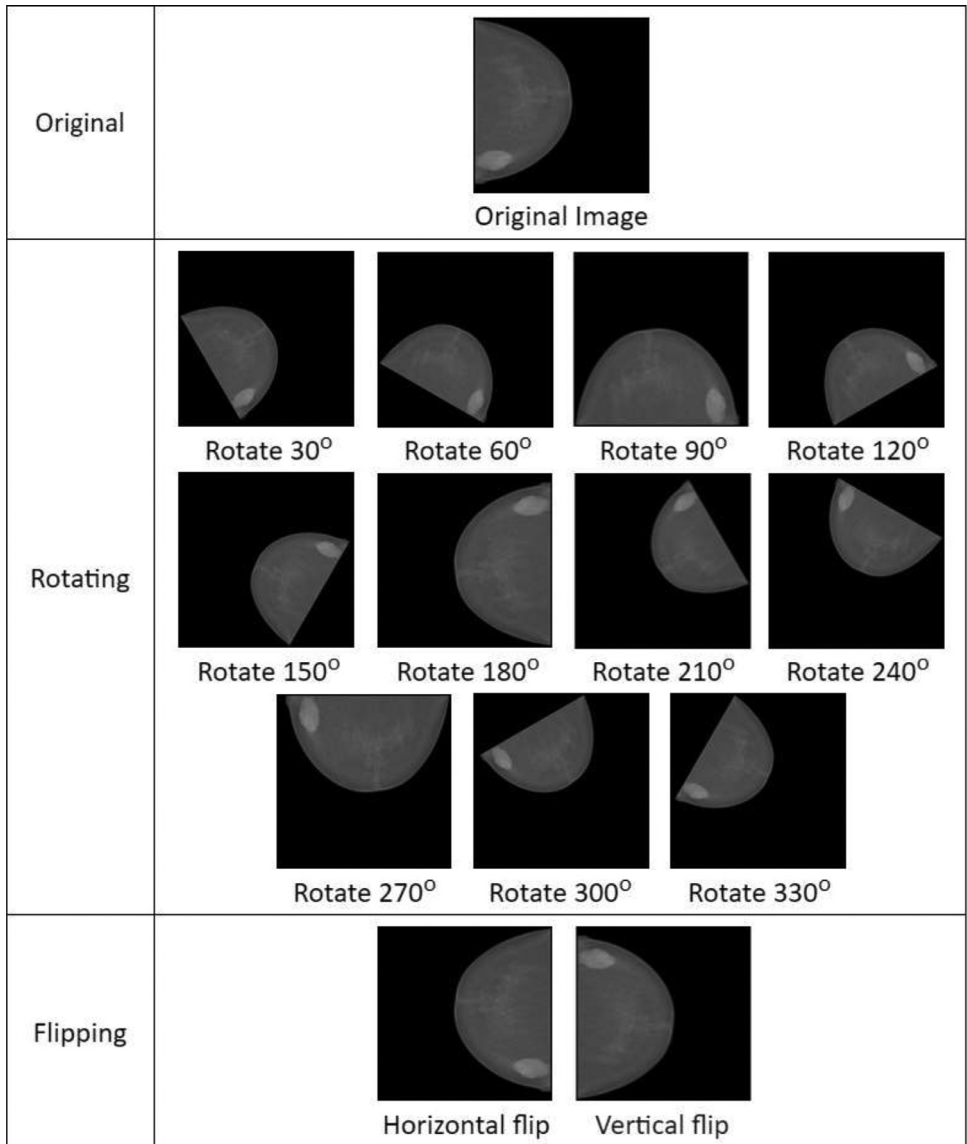 Original
Original Image
Rotating
Rotate 30° Rotate 60° Rotate 90° Rotate 120°
Rotate 150° Rotate 180° Rotate 210° Rotate 240°
Rotate 270° Rotate 300° Rotate 330°
Flipping
Horizontal flip Vertical flip